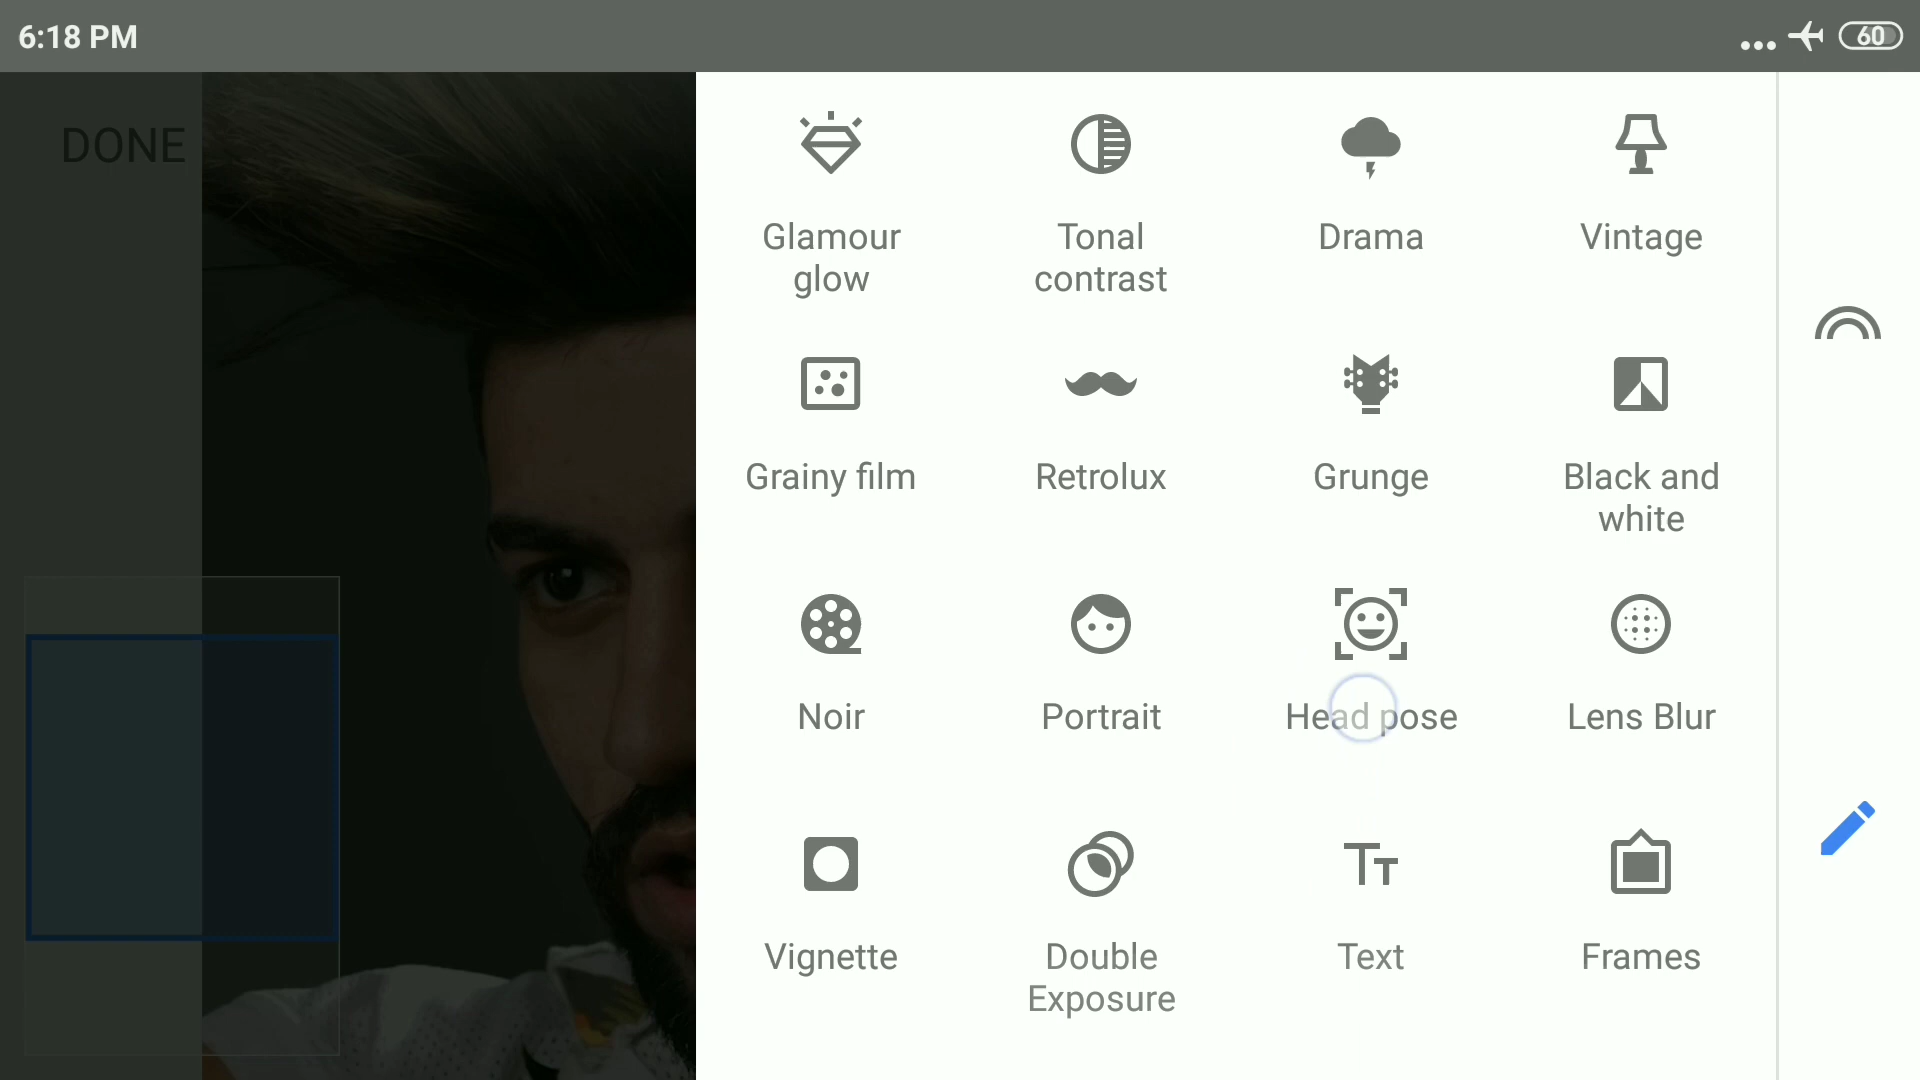 6:18 PM
60
DONE
Glamour
glow
Tonal
contrast
Drama
Vintage
Grainy film
Retrolux
Grunge
Black and
white
Noir
Portrait
Head pose
Lens Blur
Vignette
Double
Exposure
Text
Frames